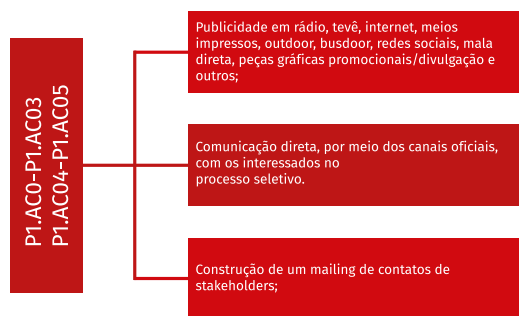 P1.AC0-P1.AC03
P1.AC04-P1.AC05
Publicidade em rádio, tevê, internet, meios
impressos, outdoor, busdoor, redes sociais, mala
direta, peças gráficas promocionais/divulgação e
outros;
Comunicação direta, por meio dos canais oficiais,
com os interessados no
processo seletivo.
Construção de um mailing de contatos de
stakeholders;